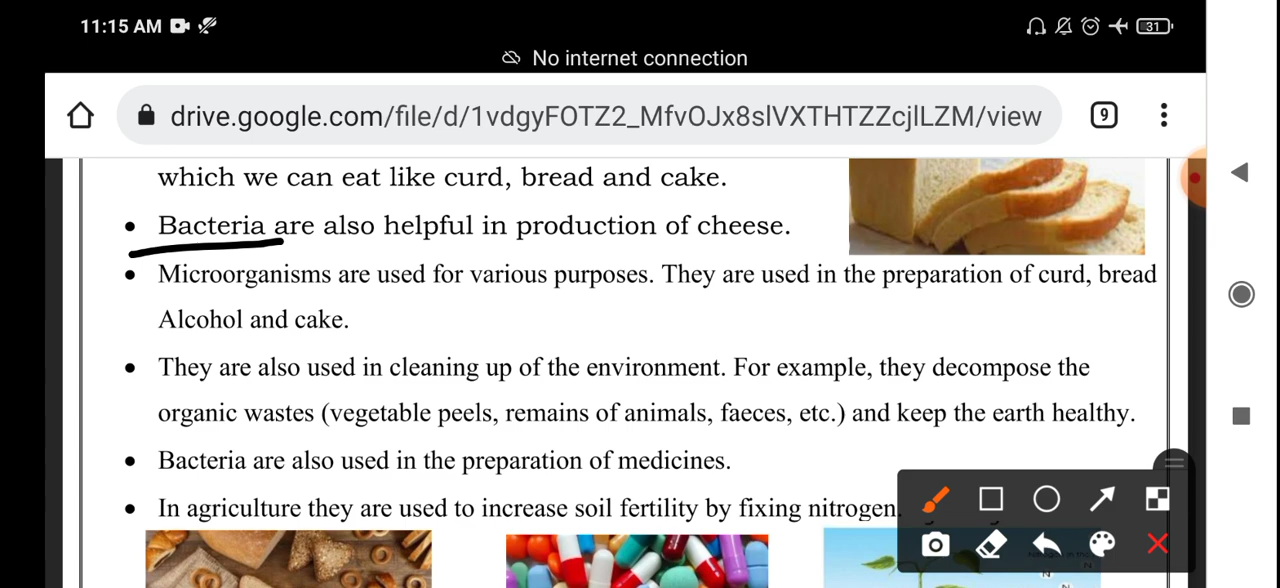 11:15 AM 31
No internet connection
drive.google.com/file/d/1vdgyFOTZ2_MfvOJx8slVXTHTZZcjlLZM/view 9
which we can eat like curd, bread and cake.
• Bacteria are also helpful in production of cheese.
• Microorganisms are used for various purposes. They are used in the preparation of curd, bread
Alcohol and cake.
• They are also used in cleaning up of the environment. For example, they decompose the
organic wastes (vegetable peels, remains of animals, faeces, etc.) and keep the earth healthy.
• Bacteria are also used in the preparation of medicines.
• In agriculture they are used to increase soil fertility by fixing nitrogen.